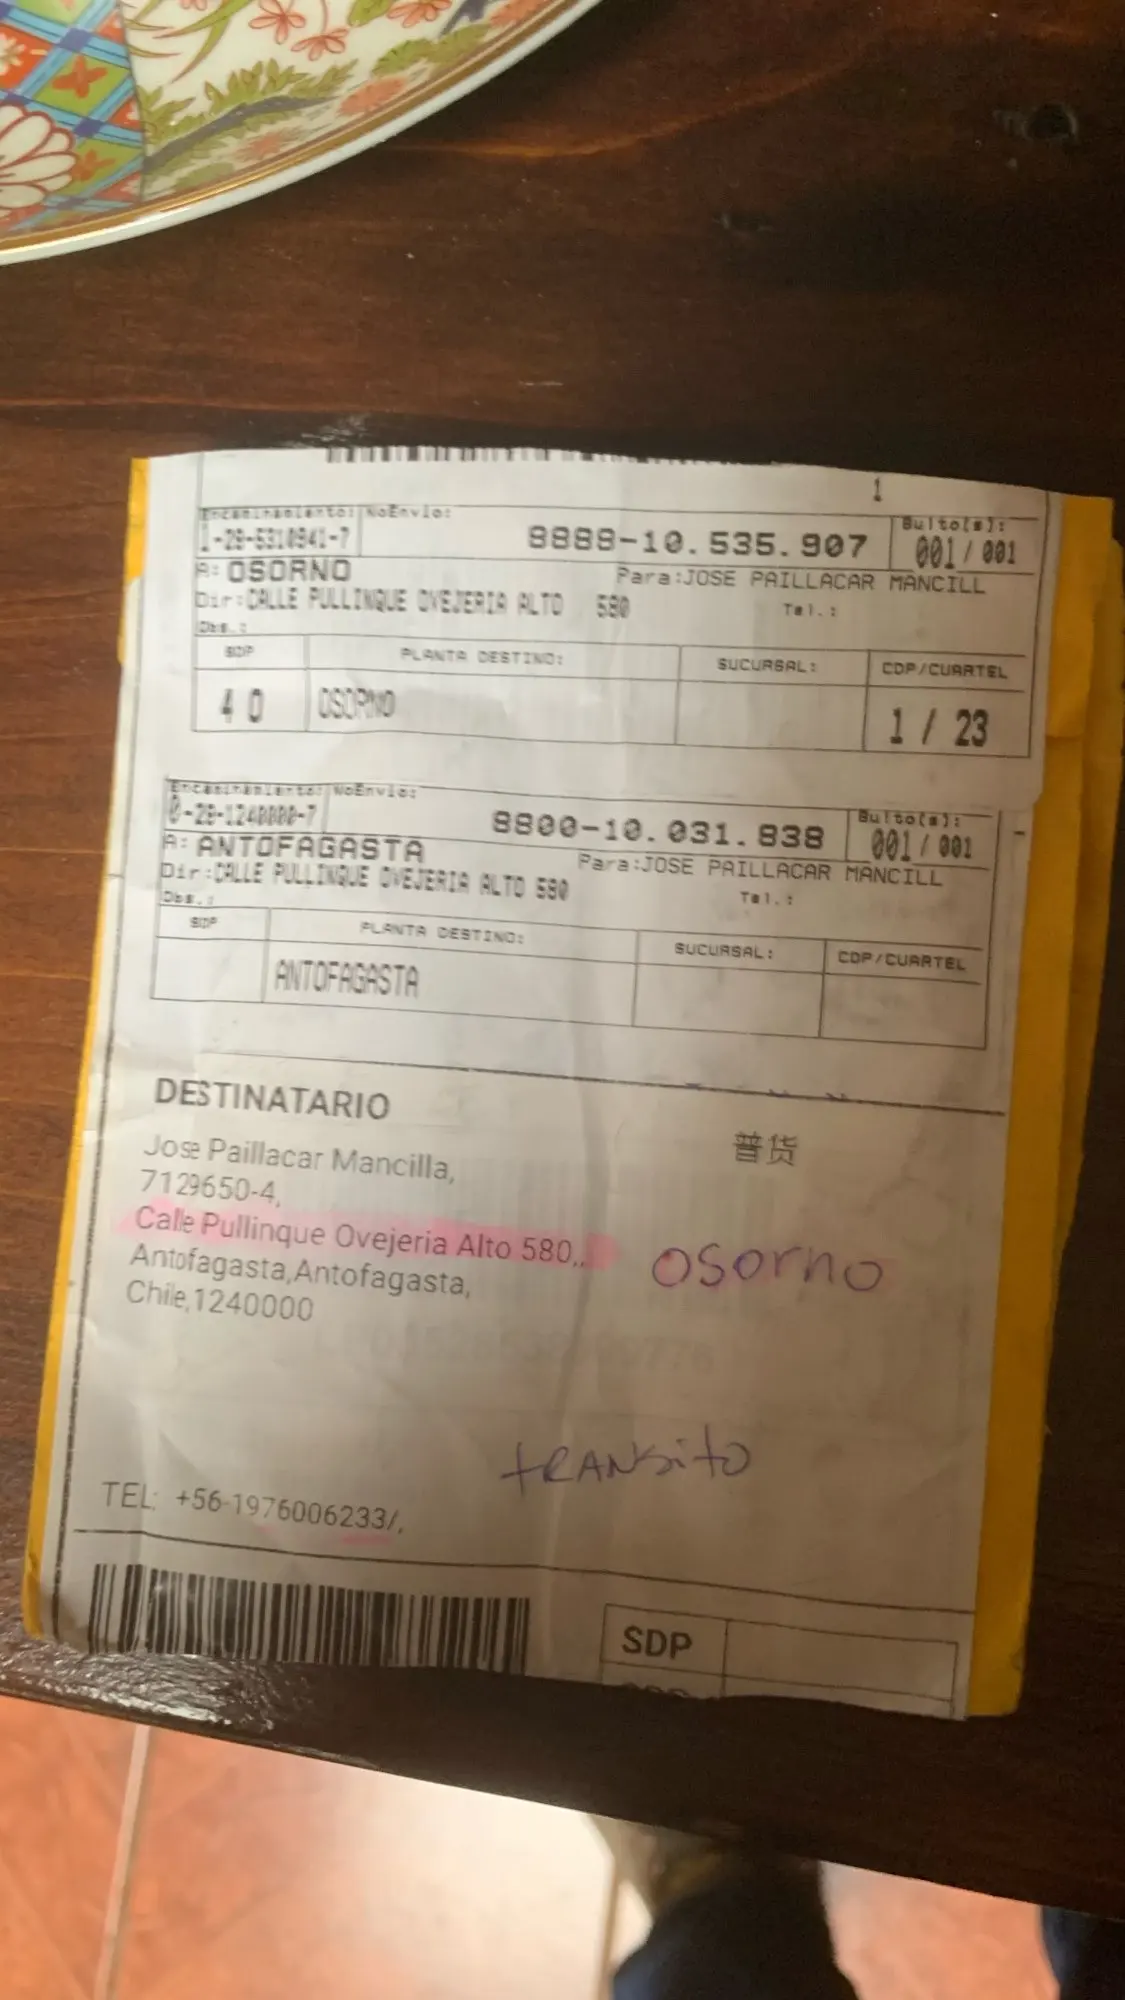 1
Encaminamiento: NoEnvio: Bulto(s):
1-29-5310941-7 8888-10.535.907 001/001
A: OSORNO Para:JOSE PAILLACAR MANCILL
Dir:CALLE PULLINQUE OVEJERIA ALTO 580 Tel.:
Obs.:
SDP PLANTA DESTINO: SUCURSAL: CDP/CUARTEL
40 OSORNO 1 / 23
Encaminamiento: NoEnvio: Bulto(s):
0-29-1240000-7 8800-10.031.838 001/001
A: ANTOFAGASTA Para:JOSE PAILLACAR MANCILL
Dir:CALLE PULLINQUE OVEJERIA ALTO 580 Tel.:
Obs.:
SDP PLANTA DESTINO: SUCURSAL: CDP/CUARTEL
ANTOFAGASTA
DESTINATARIO
普货
Jose Paillacar Mancilla,
7129650-4,
Calle Pullinque Ovejeria Alto 580,,
osorno
Antofagasta,Antofagasta,
Chile,1240000
tRANsito
TEL: +56-1976006233/,
SDP